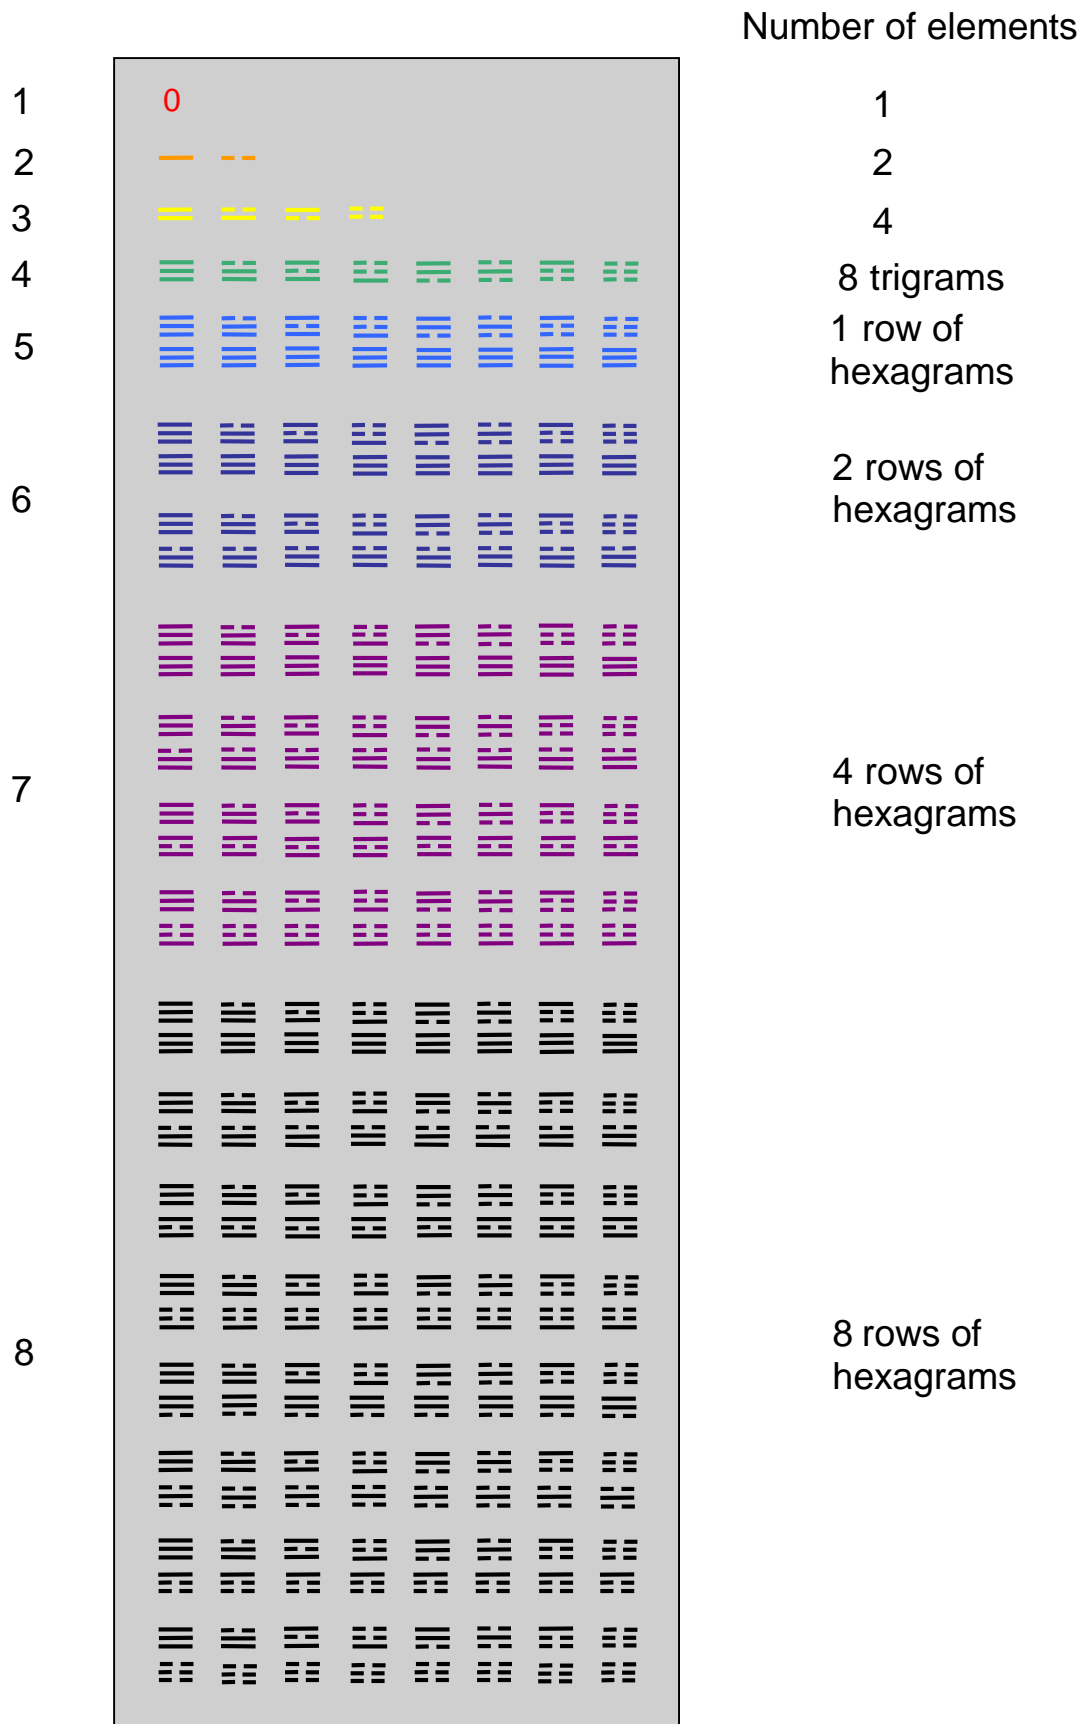 Number of elements
1 0 1
2 2
3 4
4 8 trigrams
5 1 row of
hexagrams
6 2 rows of
hexagrams
7 4 rows of
hexagrams
8 8 rows of
hexagrams